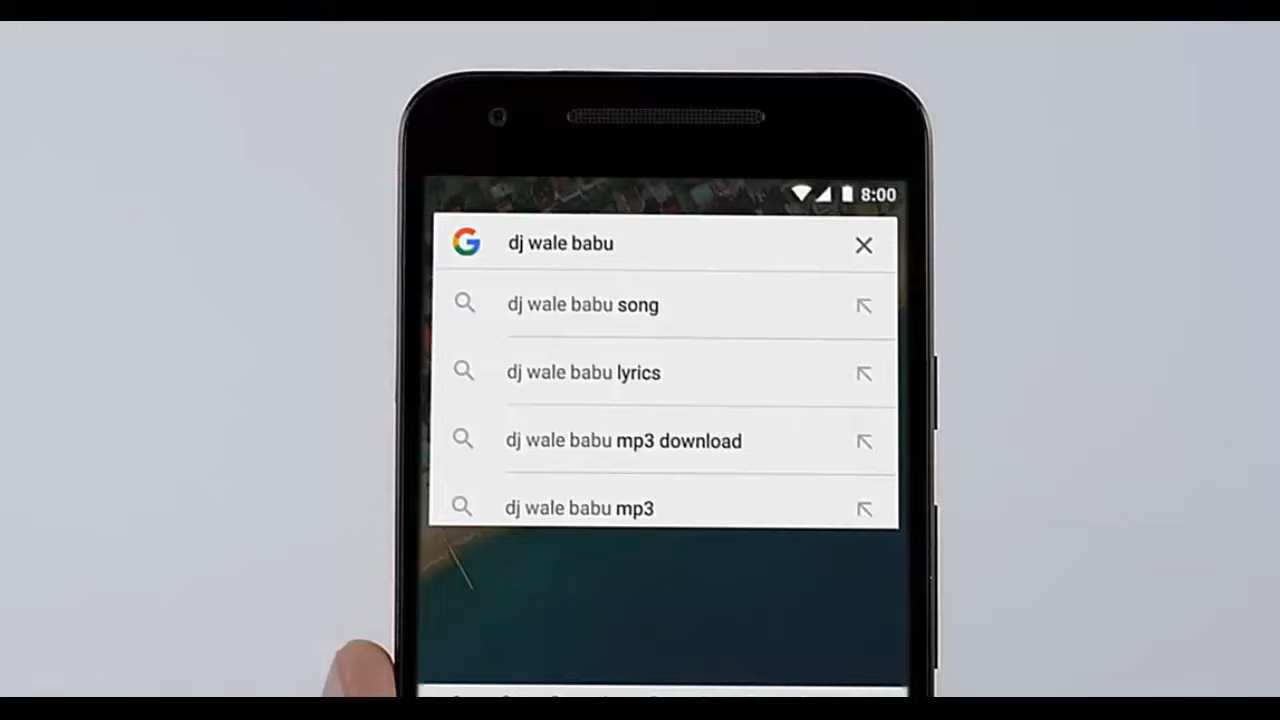 8:00
dj wale babu
dj wale babu song
dj wale babu lyrics
dj wale babu mp3 download
dj wale babu mp3